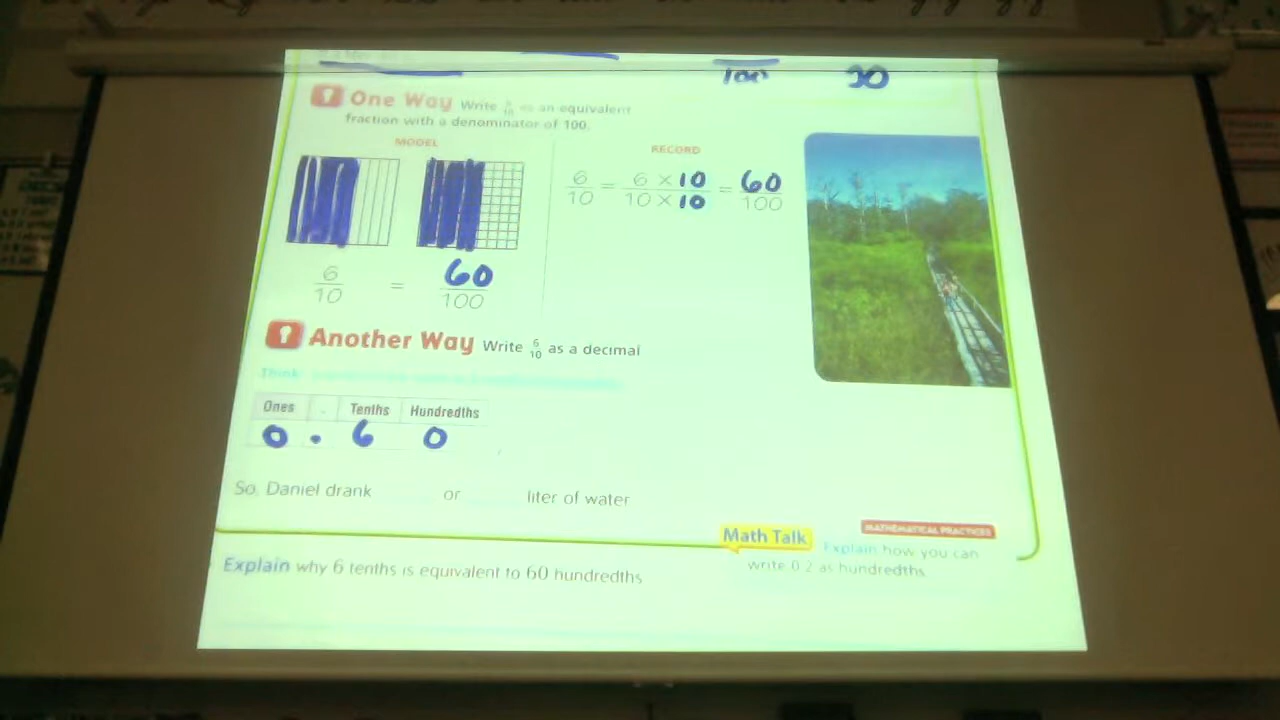 100 30
One Way Write 6/10 as an equivalent
fraction with a denominator of 100.
MODEL
RECORD
6/10 = 6 × 10 / 10 × 10 = 60/100
6/10 = 60/100
Another Way Write 6/10 as a decimal
Think:
Ones . Tenths Hundredths
0 . 6 0
So, Daniel drank or liter of water
Math Talk
MATHEMATICAL PRACTICES
Explain how you can
write 0.2 as hundredths.
Explain why 6 tenths is equivalent to 60 hundredths